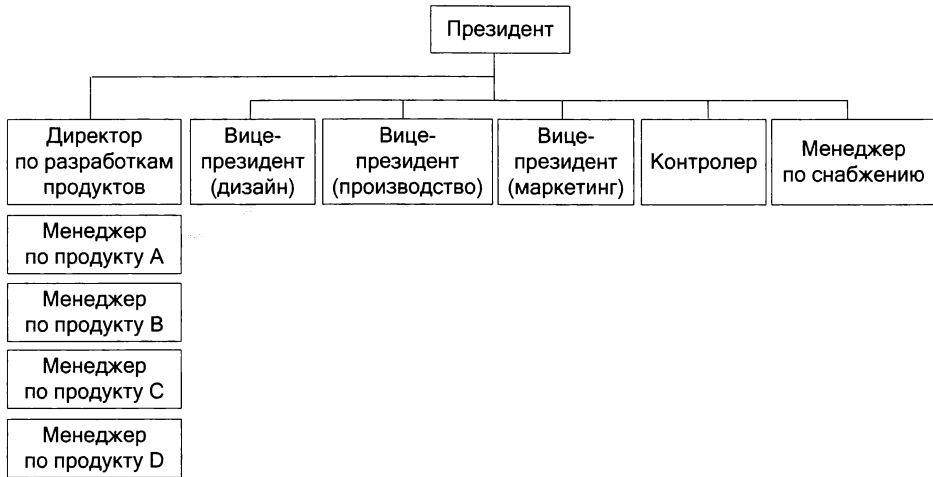 Президент
Директор
по разработкам
продуктов
Вице-
президент
(дизайн)
Вице-
президент
(производство)
Вице-
президент
(маркетинг)
Контролер
Менеджер
по снабжению
Менеджер
по продукту A
Менеджер
по продукту B
Менеджер
по продукту C
Менеджер
по продукту D